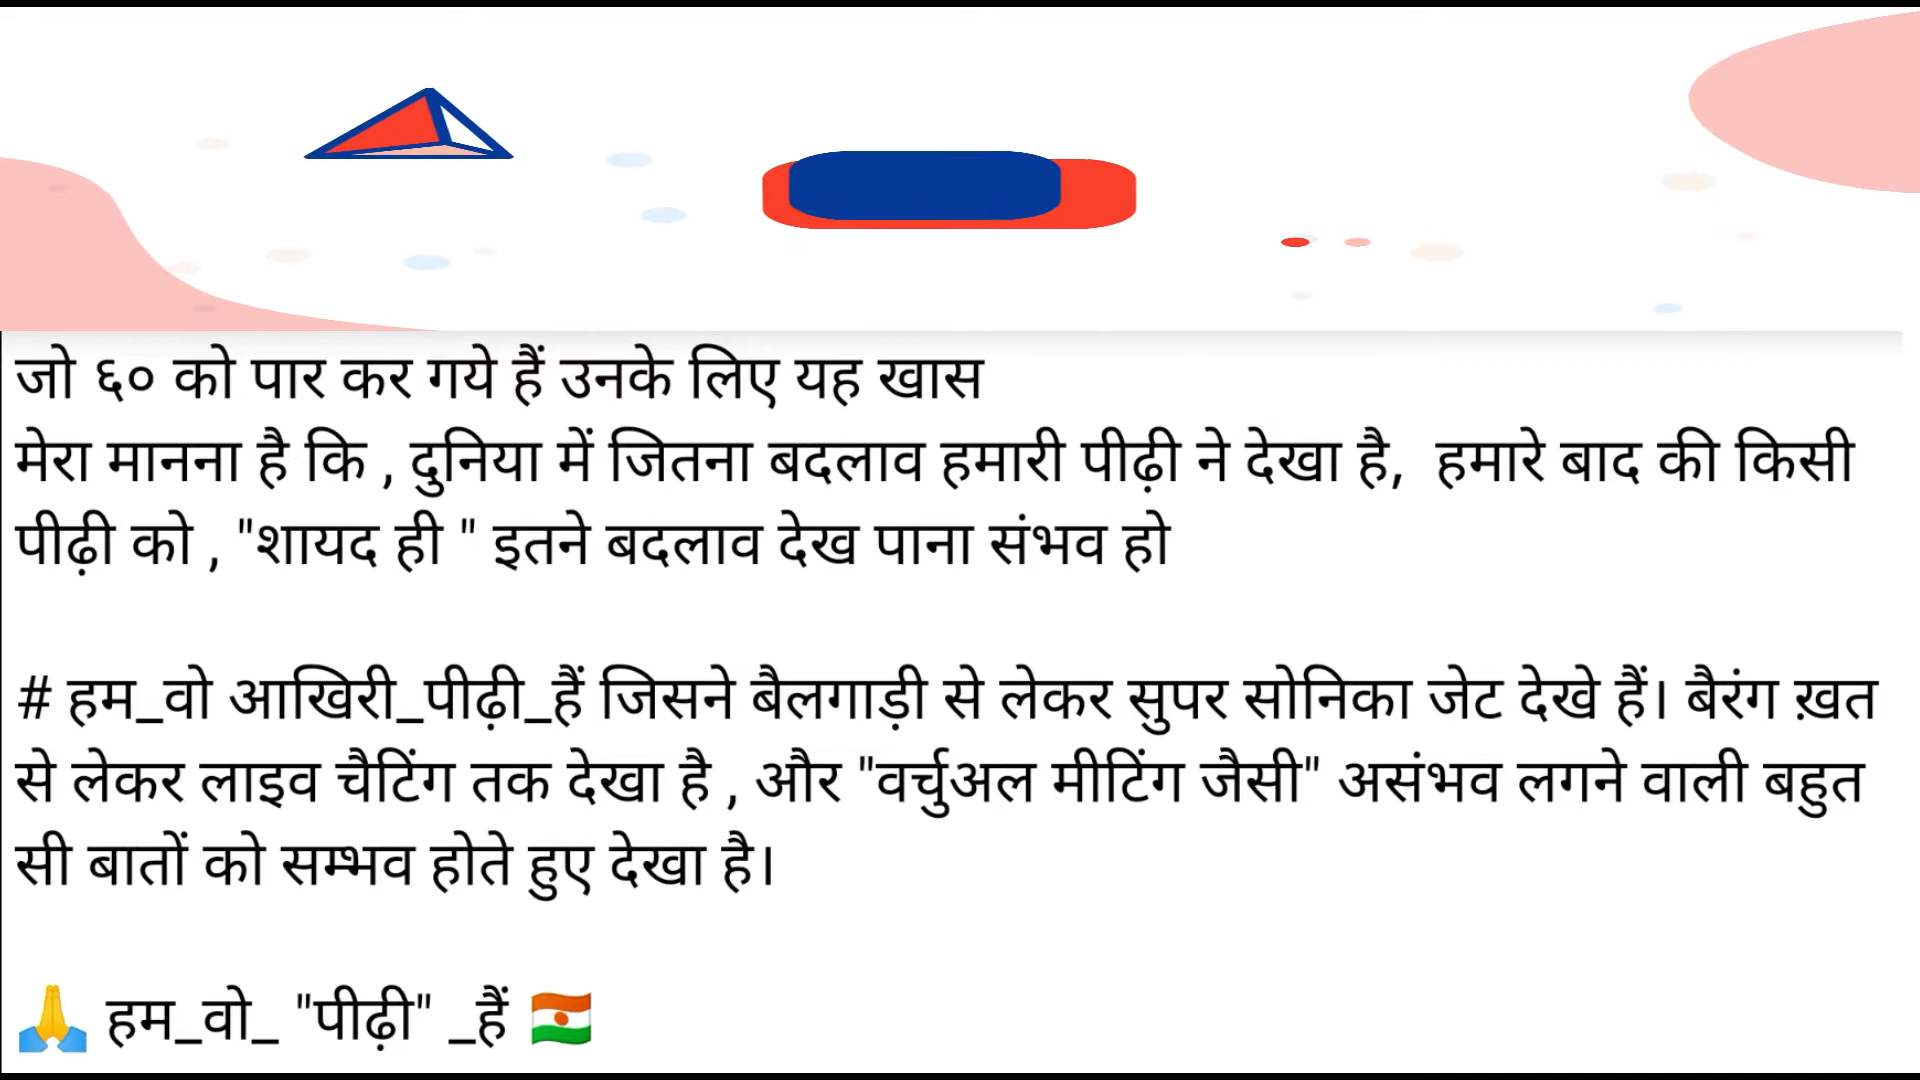 जो ६० को पार कर गये हैं उनके लिए यह खास
मेरा मानना है कि , दुनिया में जितना बदलाव हमारी पीढ़ी ने देखा है, हमारे बाद की किसी
पीढ़ी को , "शायद ही " इतने बदलाव देख पाना संभव हो
# हम_वो आखिरी_पीढ़ी_हैं जिसने बैलगाड़ी से लेकर सुपर सोनिका जेट देखे हैं। बैरंग ख़त
से लेकर लाइव चैटिंग तक देखा है , और "वर्चुअल मीटिंग जैसी" असंभव लगने वाली बहुत
सी बातों को सम्भव होते हुए देखा है।
🙏 हम_वो_ "पीढ़ी" _हैं 🇳🇪